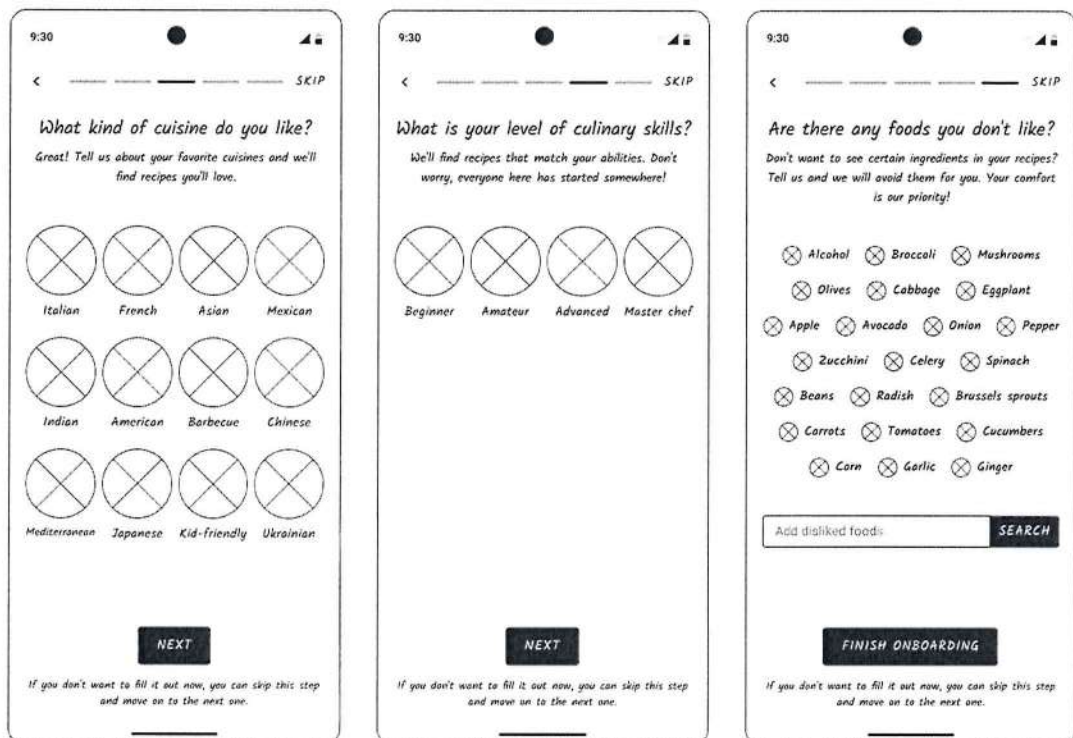 9:30
SKIP
What kind of cuisine do you like?
Great! Tell us about your favorite cuisines and we'll
find recipes you'll love.
Italian French Asian Mexican
Indian American Barbecue Chinese
Mediterranean Japanese Kid-friendly Ukrainian
NEXT
If you don't want to fill it out now, you can skip this step
and move on to the next one.
9:30
SKIP
What is your level of culinary skills?
We'll find recipes that match your abilities. Don't
worry, everyone here has started somewhere!
Beginner Amateur Advanced Master chef
NEXT
If you don't want to fill it out now, you can skip this step
and move on to the next one.
9:30
SKIP
Are there any foods you don't like?
Don't want to see certain ingredients in your recipes?
Tell us and we will avoid them for you. Your comfort
is our priority!
Alcohol Broccoli Mushrooms
Olives Cabbage Eggplant
Apple Avocado Onion Pepper
Zucchini Celery Spinach
Beans Radish Brussels sprouts
Carrots Tomatoes Cucumbers
Corn Garlic Ginger
Add disliked foods SEARCH
FINISH ONBOARDING
If you don't want to fill it out now, you can skip this step
and move on to the next one.